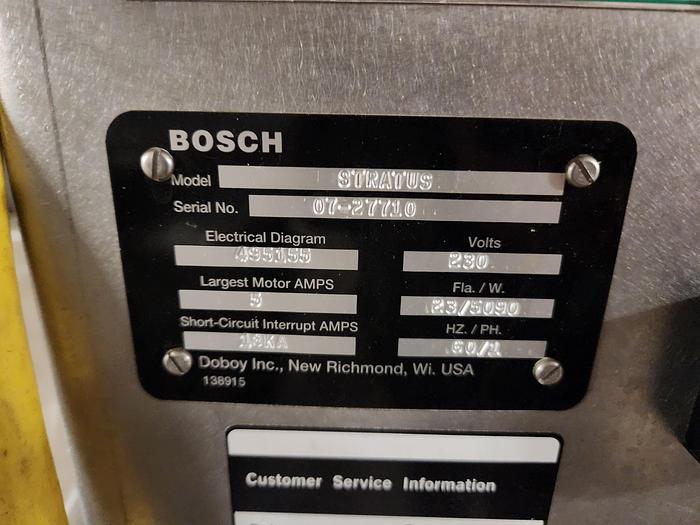 BOSCH
Model STRATUS
Serial No. 07-27710
Electrical Diagram Volts
495155 230
Largest Motor AMPS Fla. / W.
5 23/5090
Short-Circuit Interrupt AMPS HZ. / PH.
60/1
Doboy Inc., New Richmond, Wi. USA
138915
Customer Service Information